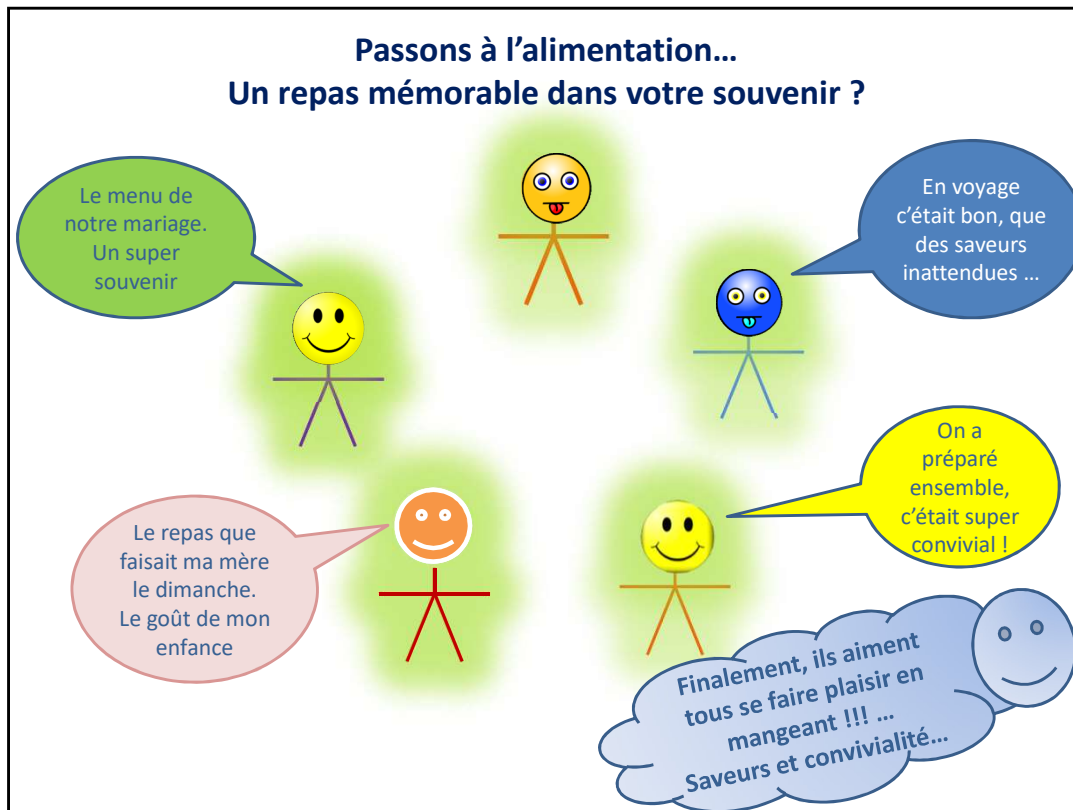 Passons à l’alimentation…
Un repas mémorable dans votre souvenir ?
Le menu de
notre mariage.
Un super
souvenir
En voyage
c’était bon, que
des saveurs
inattendues …
Le repas que
faisait ma mère
le dimanche.
Le goût de mon
enfance
On a
préparé
ensemble,
c’était super
convivial !
Finalement, ils aiment
tous se faire plaisir en
mangeant !!! …
Saveurs et convivialité…